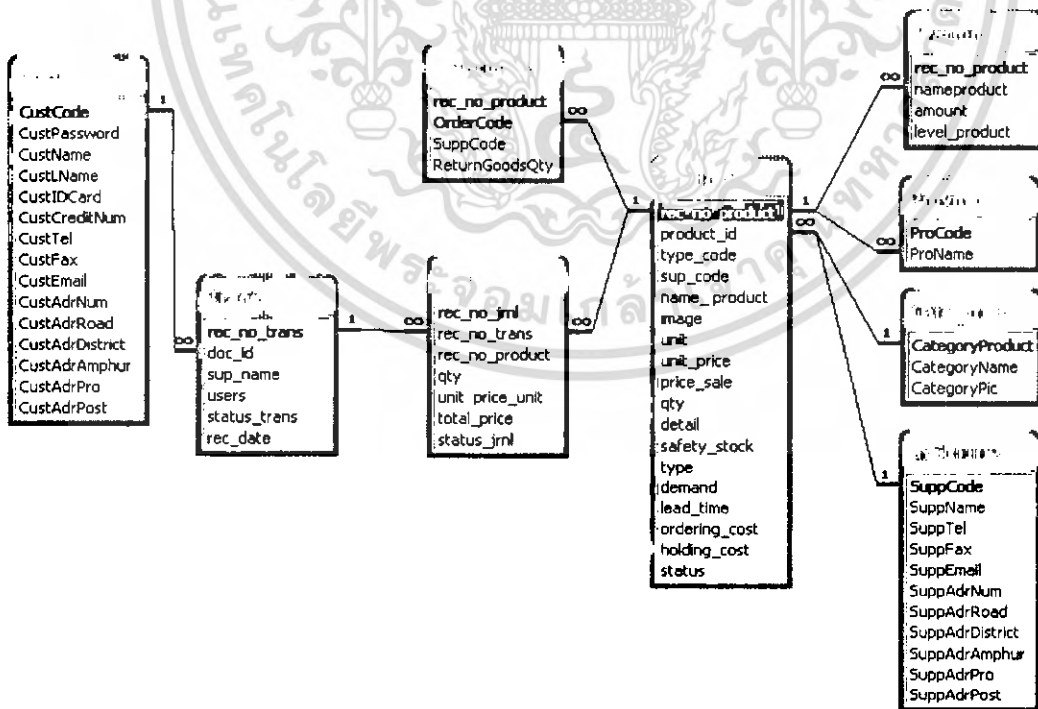 CustCode
CustPassword
CustName
CustLName
CustIDCard
CustCreditNum
CustTel
CustFax
CustEmail
CustAdrNum
CustAdrRoad
CustAdrDistrict
CustAdrAmphur
CustAdrPro
CustAdrPost
1
∞
rec_no_trans
doc_id
sup_name
users
status_trans
rec_date
1
∞
rec_no_product
OrderCode
SuppCode
ReturnGoodsQty
∞
rec_no_jrnl
rec_no_trans
rec_no_product
qty
unit_price_unit
total_price
status_jrnl
∞
1
rec_no_product
product_id
type_code
sup_code
name_product
image
unit
unit_price
price_sale
qty
detail
safety_stock
type
demand
lead_time
ordering_cost
holding_cost
status
1
∞
∞
rec_no_product
nameproduct
amount
level_product
∞
ProCode
ProName
1
CategoryProduct
CategoryName
CategoryPic
1
SuppCode
SuppName
SuppTel
SuppFax
SuppEmail
SuppAdrNum
SuppAdrRoad
SuppAdrDistrict
SuppAdrAmphur
SuppAdrPro
SuppAdrPost